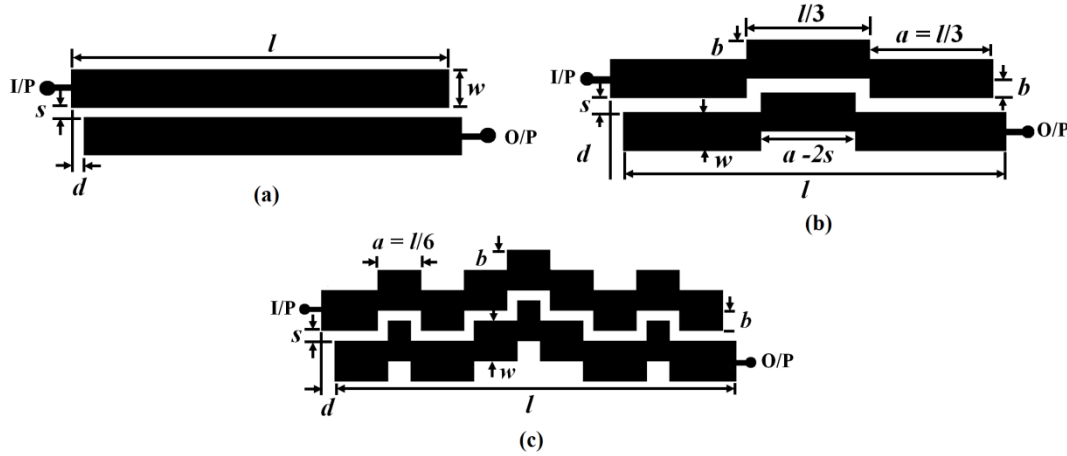 l
I/P
w
s
O/P
d
(a)
l/3
b
a = l/3
I/P
b
s
d
w
a -2s
O/P
l
(b)
a = l/6
b
I/P
b
s
w
O/P
d
l
(c)